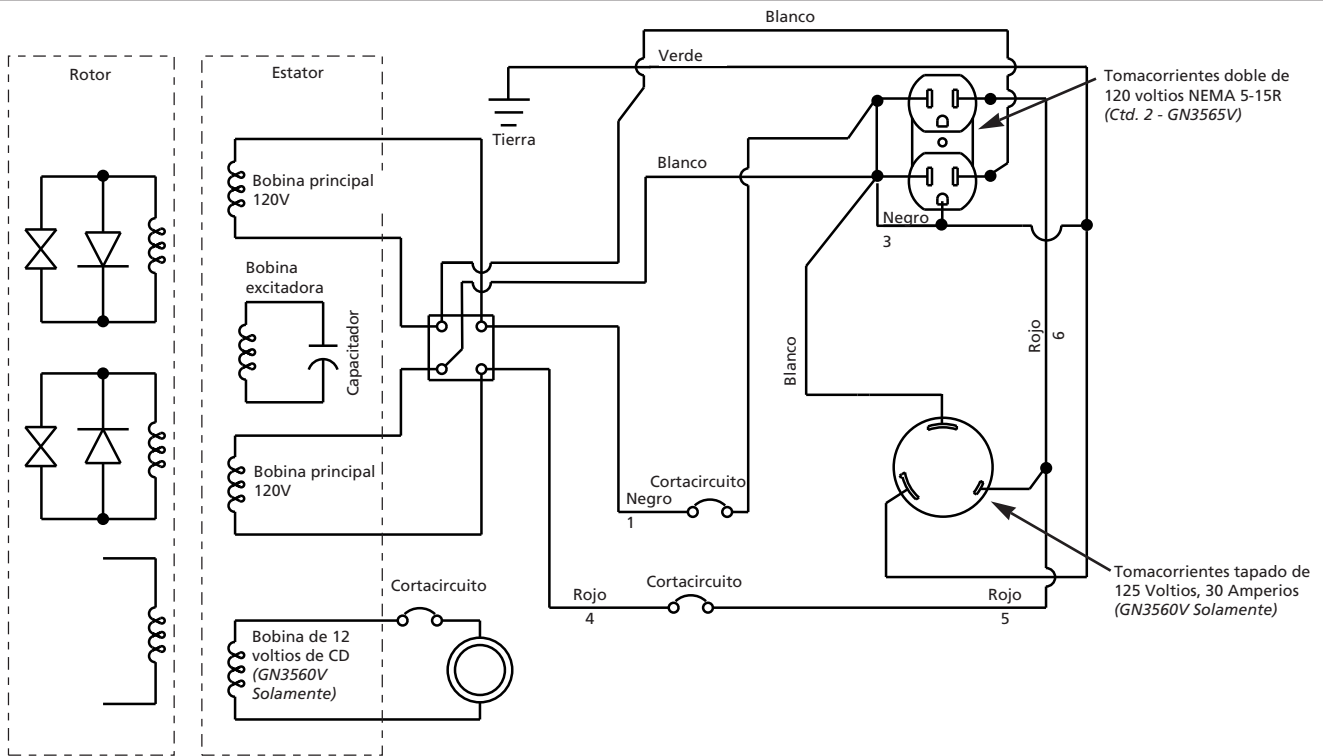 Blanco
Verde
Rotor
Estator
Tomacorrientes doble de
120 voltios NEMA 5-15R
(Ctd. 2 - GN3565V)
Tierra
Blanco
Bobina principal
120V
Negro
3
Bobina
excitadora
Capacitador
Blanco
Rojo
6
Bobina principal
120V
Cortacircuito
Negro
1
Cortacircuito
Rojo
4
Rojo
5
Tomacorrientes tapado de
125 Voltios, 30 Amperios
(GN3560V Solamente)
Cortacircuito
Bobina de 12
voltios de CD
(GN3560V
Solamente)